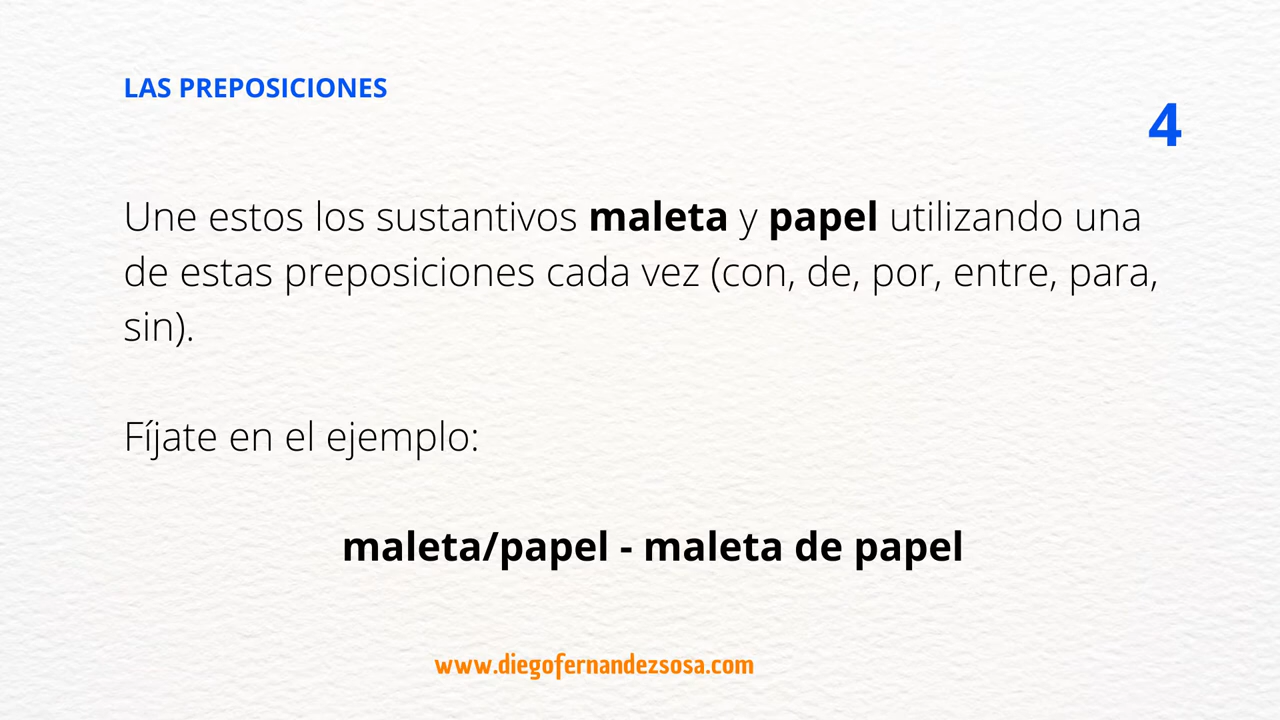 LAS PREPOSICIONES
4
Une estos los sustantivos maleta y papel utilizando una
de estas preposiciones cada vez (con, de, por, entre, para,
sin).
Fíjate en el ejemplo:
maleta/papel - maleta de papel
www.diegofernandezsosa.com